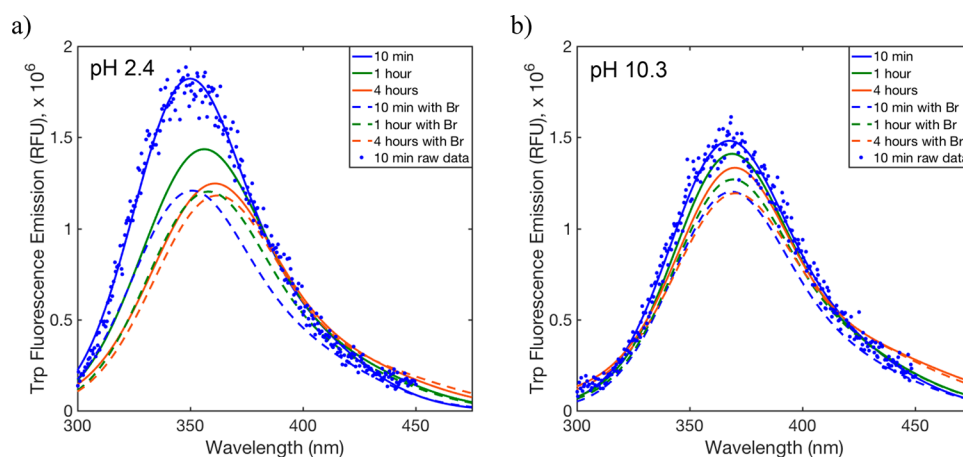 a)
pH 2.4
10 min
1 hour
4 hours
10 min with Br
1 hour with Br
4 hours with Br
10 min raw data
Trp Fluorescence Emission (RFU), x 10⁶
2
1.5
1
0.5
0
300
350
400
450
Wavelength (nm)
b)
pH 10.3
10 min
1 hour
4 hours
10 min with Br
1 hour with Br
4 hours with Br
10 min raw data
Trp Fluorescence Emission (RFU), x 10⁶
2
1.5
1
0.5
0
300
350
400
450
Wavelength (nm)